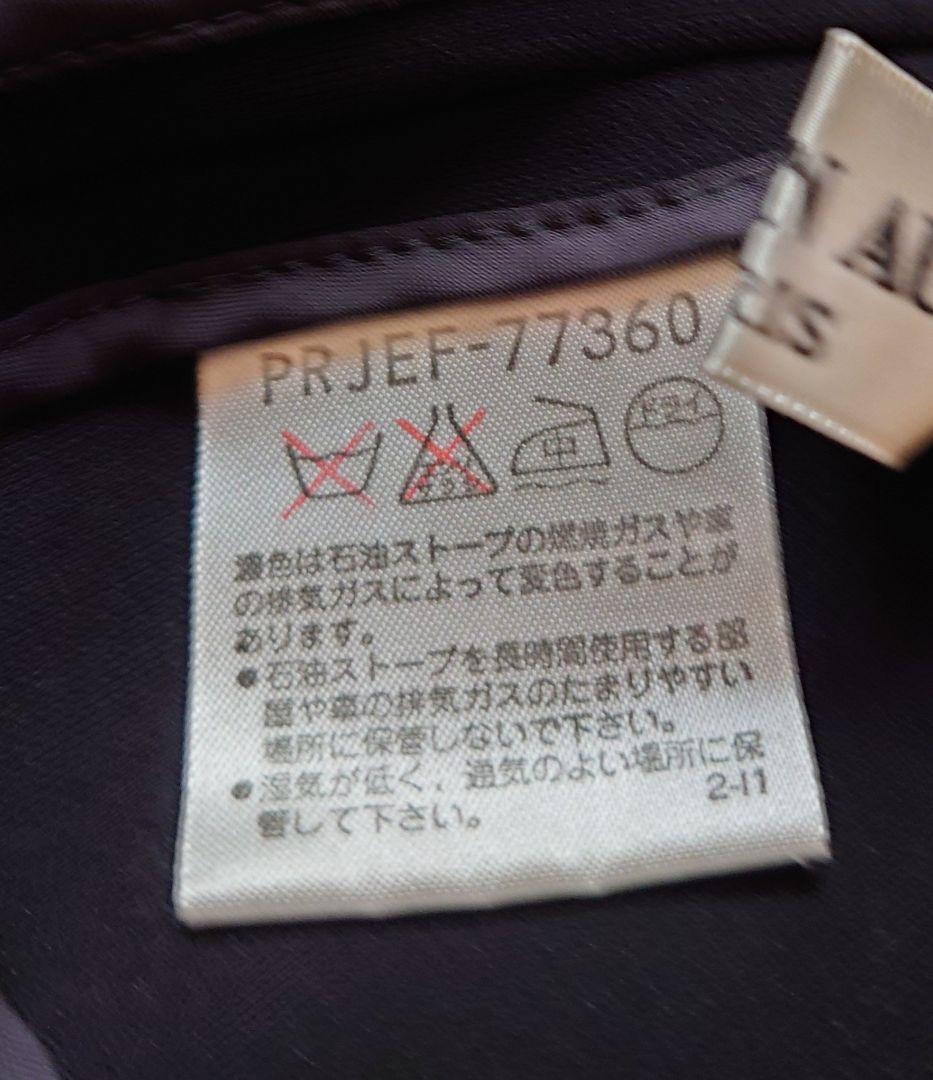 PRJEF-77360
中
ドライ
濃色は石油ストーブの燃焼ガスや車
の排気ガスによって変色することが
あります。
●石油ストーブを長時間使用する部
屋や車の排気ガスのたまりやすい
場所に保管しないで下さい。
●湿気が低く、通気のよい場所に保
管して下さい。
2-11